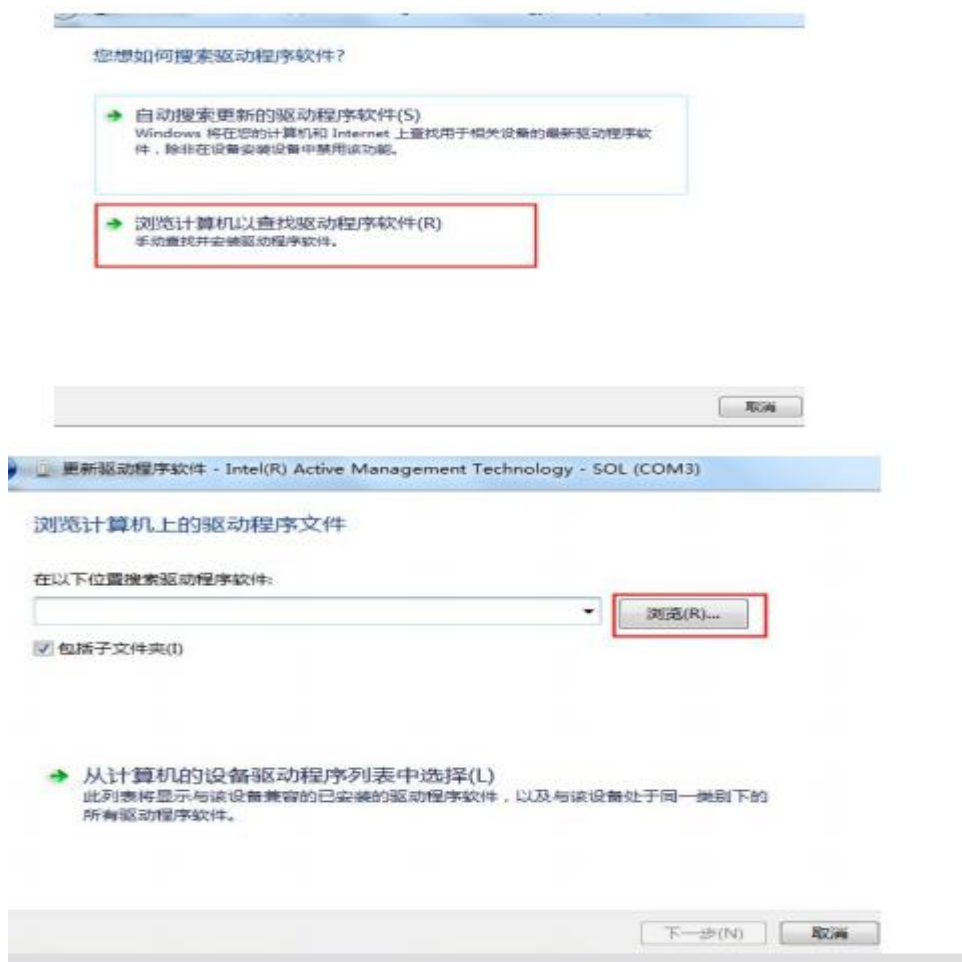 您想如何搜索驱动程序软件?
自动搜索更新的驱动程序软件(S)
Windows 将在您的计算机和 Internet 上查找用于相关设备的最新驱动程序软
件，除非在设备安装设置中禁用该功能。
浏览计算机以查找驱动程序软件(R)
手动查找并安装驱动程序软件。
取消
更新驱动程序软件 - Intel(R) Active Management Technology - SOL (COM3)
浏览计算机上的驱动程序文件
在以下位置搜索驱动程序软件:
浏览(R)...
包括子文件夹(I)
从计算机的设备驱动程序列表中选择(L)
此列表将显示与该设备兼容的已安装的驱动程序软件，以及与该设备处于同一类别下的
所有驱动程序软件。
下一步(N)
取消